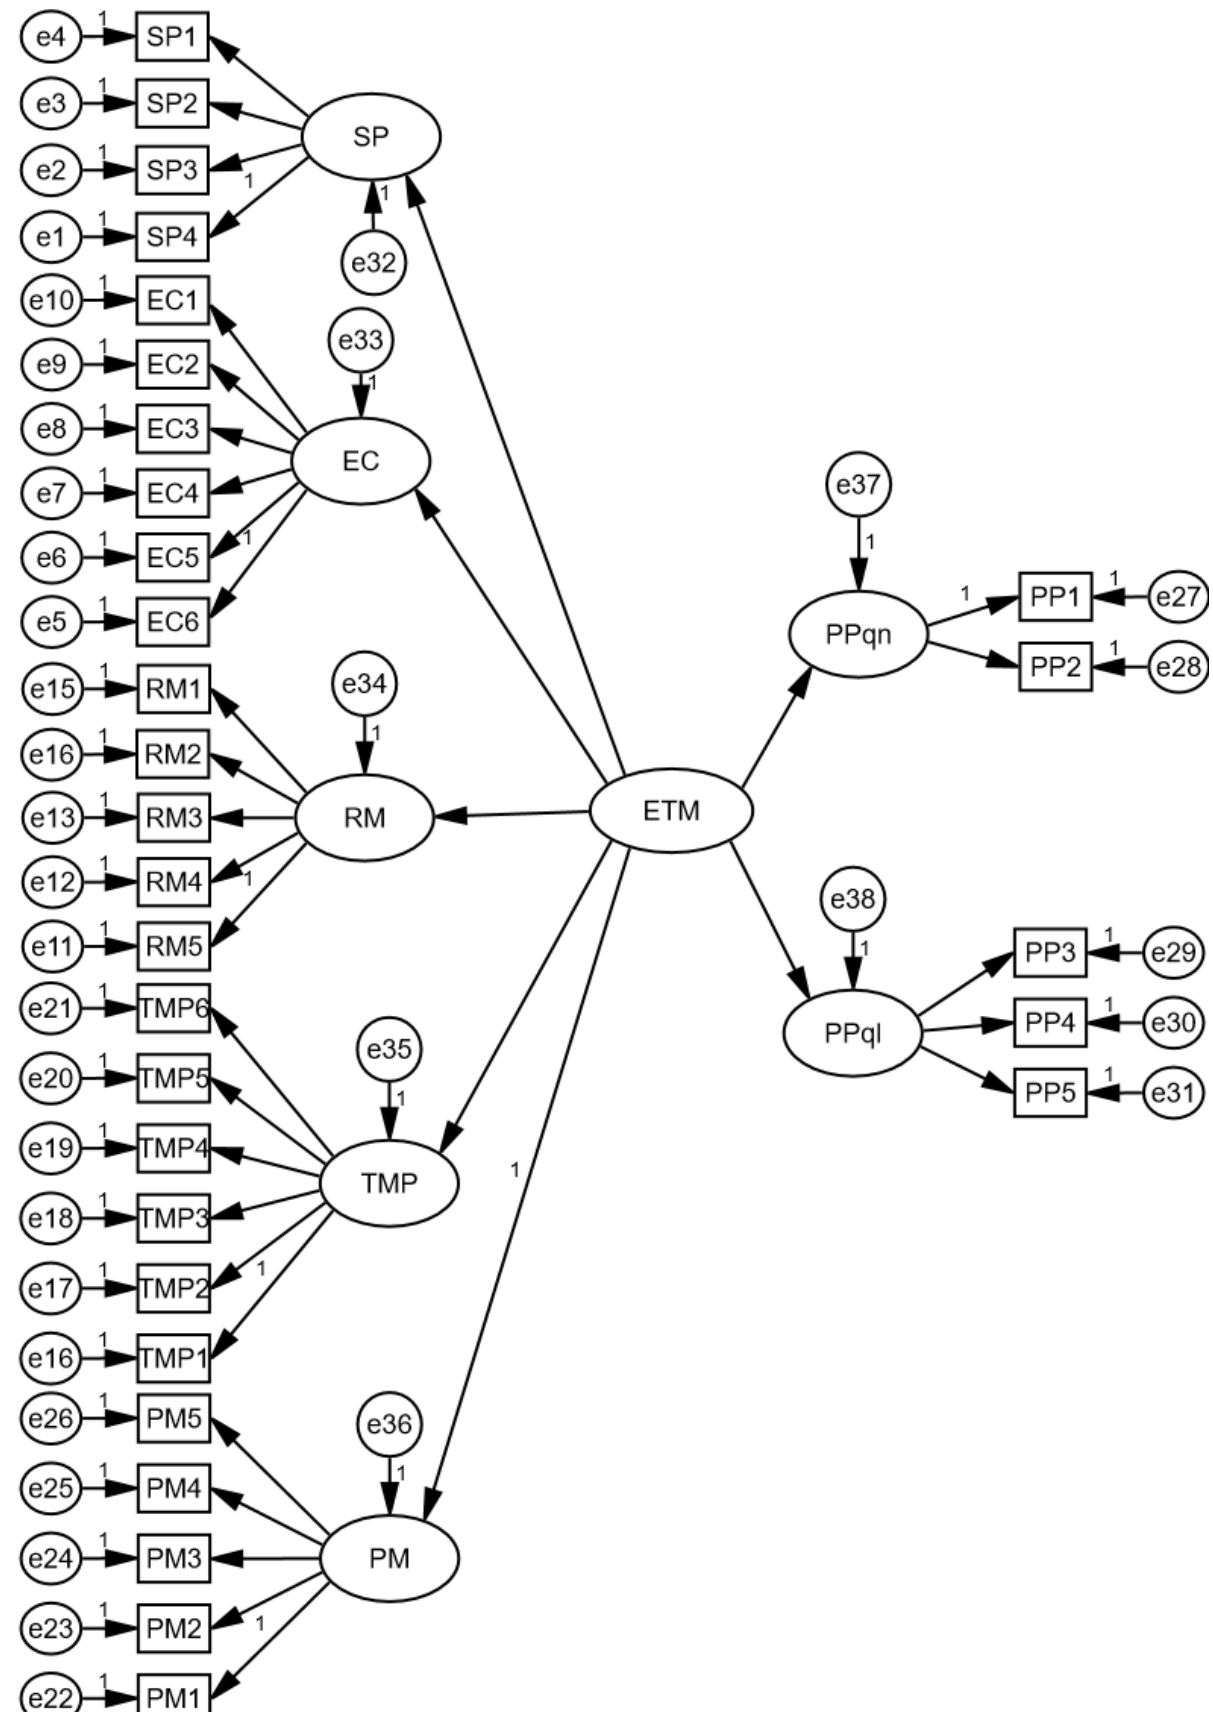 e4 1 SP1
e3 1 SP2
SP
e2 1 SP3
1
1
e1 1 SP4
e32
e10 1 EC1
e33
e9 1 EC2
1
e8 1 EC3
EC
e7 1 EC4
e37
e6 1 EC5
1
1
e5 1 EC6
1 PP1 1 e27
PPqn
PP2 1 e28
e15 1 RM1
e34
e16 1 RM2
1
e13 1 RM3
RM
ETM
e12 1 RM4
1
e38
e11 1 RM5
1
PP3 1 e29
e21 1 TMP6
PPql
PP4 1 e30
e35
e20 1 TMP5
1
PP5 1 e31
e19 1 TMP4
TMP
1
e18 1 TMP3
e17 1 TMP2
1
e16 1 TMP1
e26 1 PM5
e36
1
e25 1 PM4
e24 1 PM3
PM
e23 1 PM2
1
e22 1 PM1